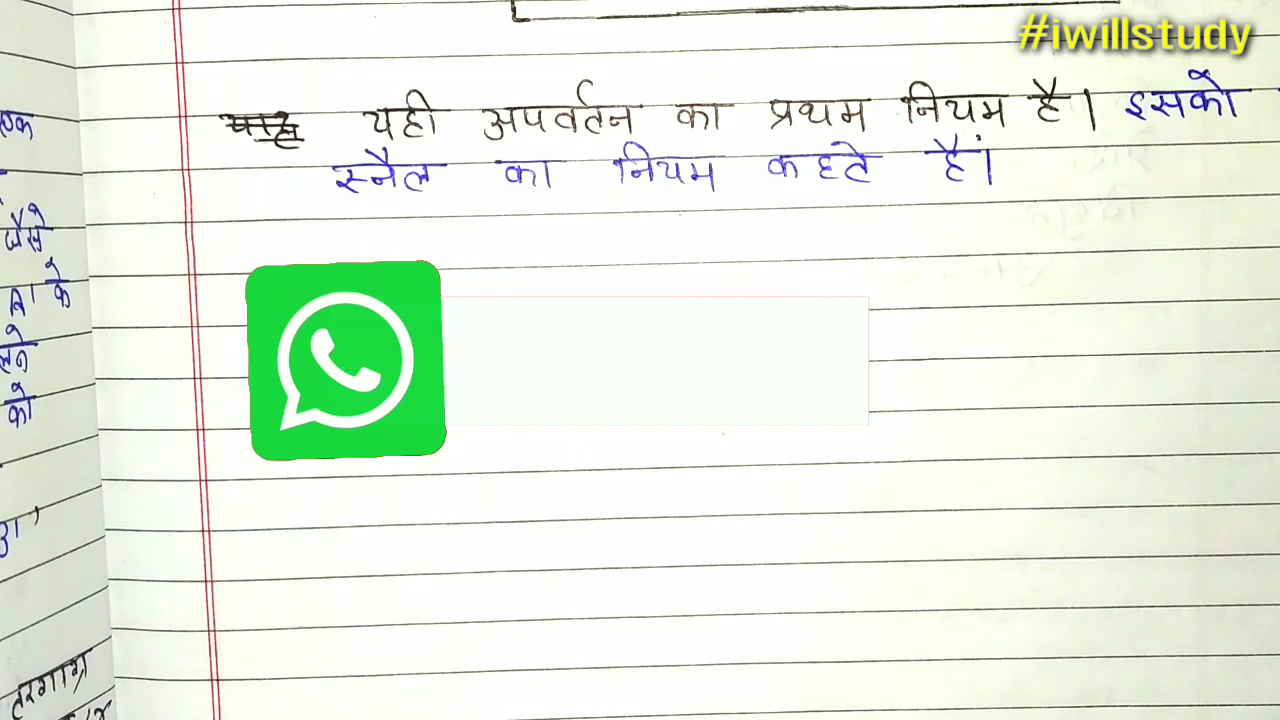 #iwillstudy
यही अपवर्तन का प्रथम नियम है। इसको
स्नैल का नियम कहते हैं।
जैसे
के
को